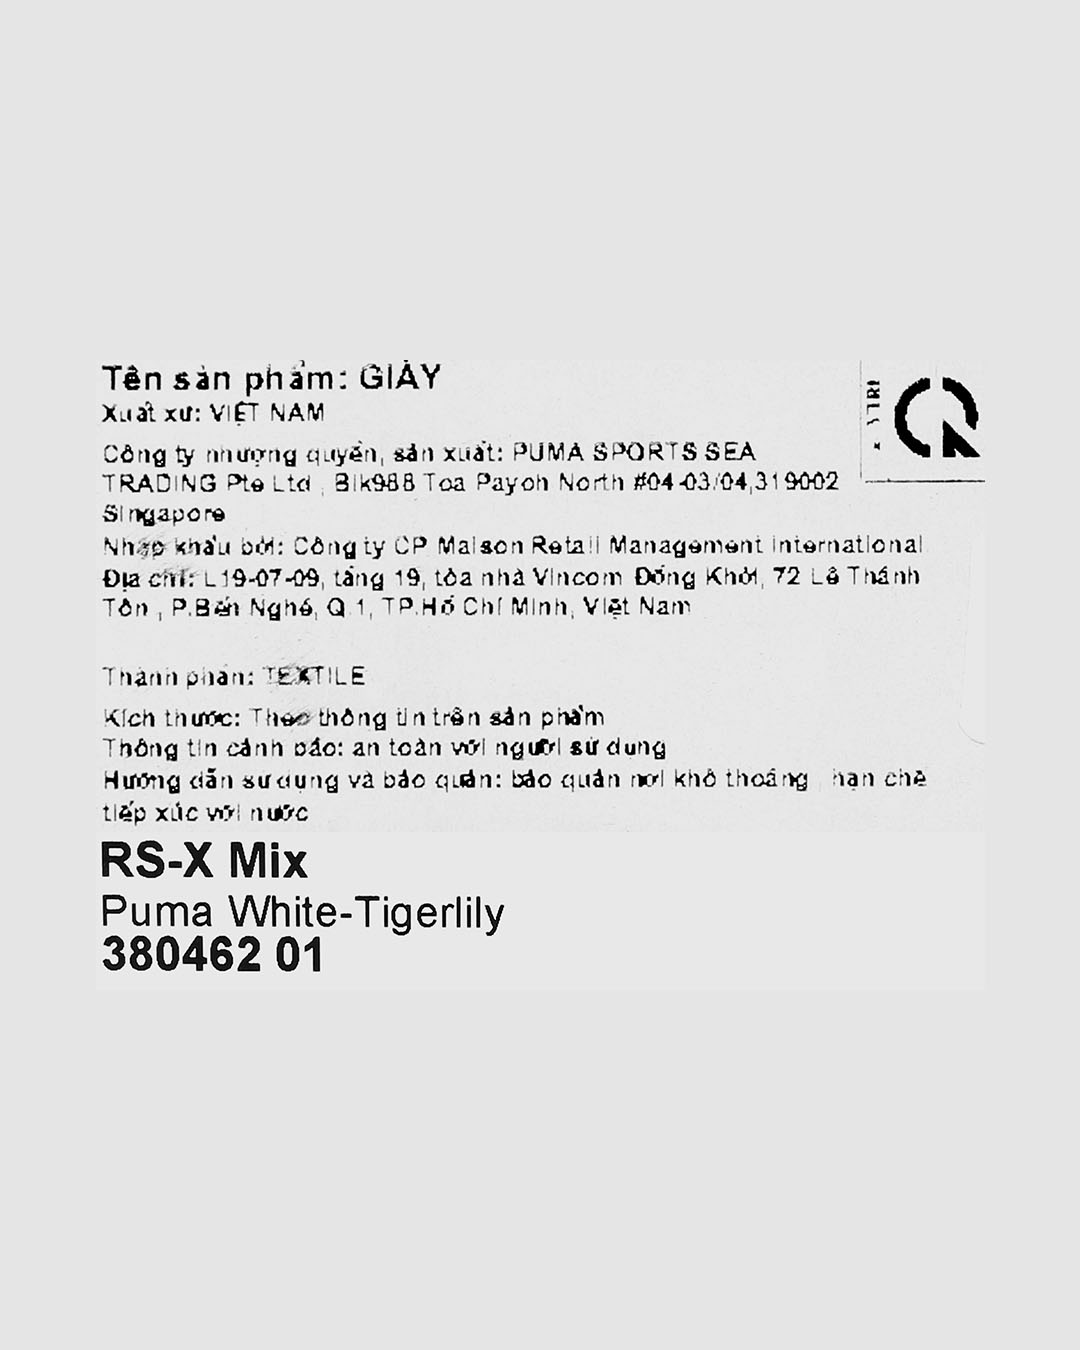 Tên sản phẩm: GIÀY
Xuất xứ: VIỆT NAM
Công ty nhượng quyền, sản xuất: PUMA SPORTS SEA
TRADING Pte Ltd , Blk988 Toa Payoh North #04-03/04,319002
Singapore
Nhập khẩu bởi: Công ty CP Maison Retail Management International
Địa chỉ: L19-07-09, tầng 19, tòa nhà Vincom Đồng Khởi, 72 Lê Thánh
Tôn , P.Bến Nghé, Q.1, TP.Hồ Chí Minh, Việt Nam
Thành phần: TEXTILE
Kích thước: Theo thông tin trên sản phẩm
Thông tin cảnh báo: an toàn với người sử dụng
Hướng dẫn sử dụng và bảo quản: bảo quản nơi khô thoáng , hạn chế
tiếp xúc với nước
RS-X Mix
Puma White-Tigerlily
380462 01